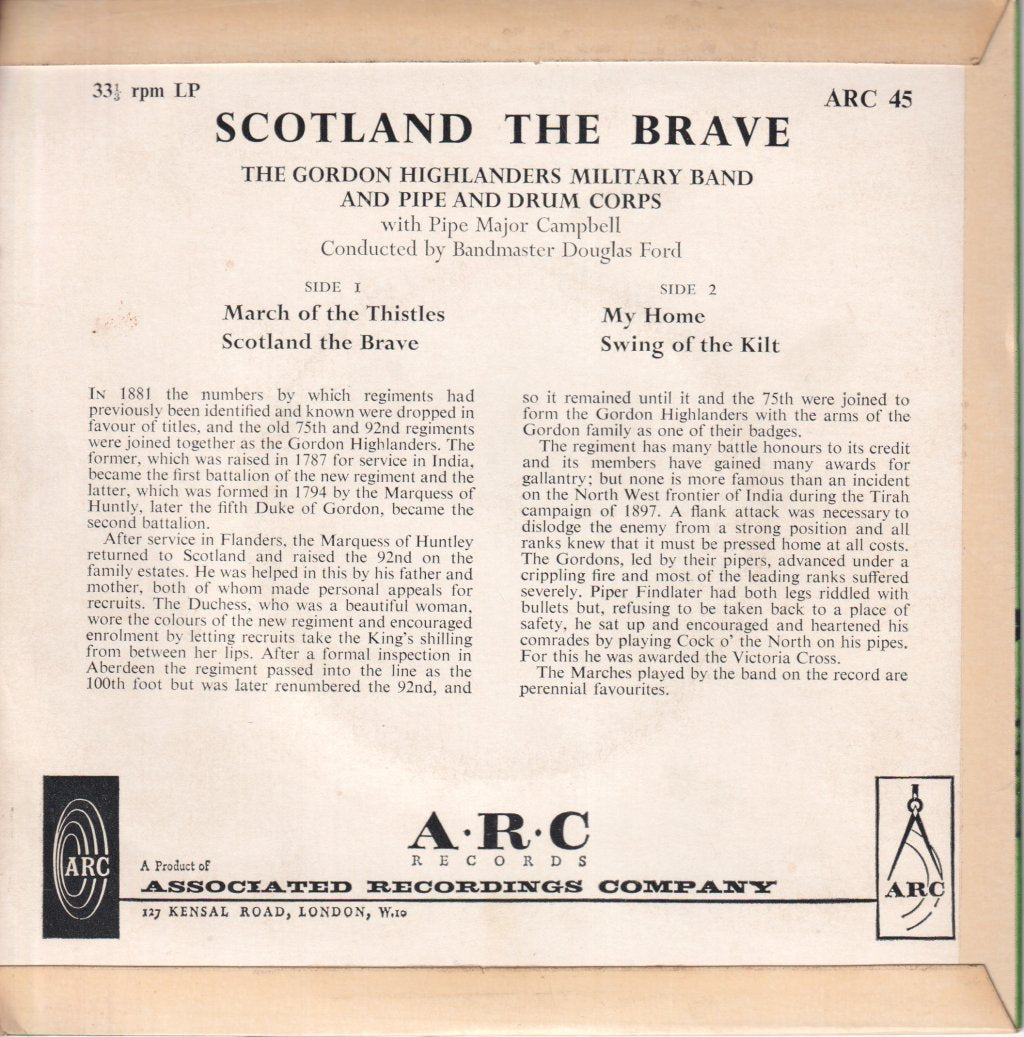 33⅓ rpm LP
ARC 45
SCOTLAND THE BRAVE
THE GORDON HIGHLANDERS MILITARY BAND
AND PIPE AND DRUM CORPS
with Pipe Major Campbell
Conducted by Bandmaster Douglas Ford
SIDE 1
March of the Thistles
Scotland the Brave
SIDE 2
My Home
Swing of the Kilt
IN 1881 the numbers by which regiments had
previously been identified and known were dropped in
favour of titles, and the old 75th and 92nd regiments
were joined together as the Gordon Highlanders. The
former, which was raised in 1787 for service in India,
became the first battalion of the new regiment and the
latter, which was formed in 1794 by the Marquess of
Huntly, later the fifth Duke of Gordon, became the
second battalion.
After service in Flanders, the Marquess of Huntley
returned to Scotland and raised the 92nd on the
family estates. He was helped in this by his father and
mother, both of whom made personal appeals for
recruits. The Duchess, who was a beautiful woman,
wore the colours of the new regiment and encouraged
enrolment by letting recruits take the King's shilling
from between her lips. After a formal inspection in
Aberdeen the regiment passed into the line as the
100th foot but was later renumbered the 92nd, and
so it remained until it and the 75th were joined to
form the Gordon Highlanders with the arms of the
Gordon family as one of their badges.
The regiment has many battle honours to its credit
and its members have gained many awards for
gallantry; but none is more famous than an incident
on the North West frontier of India during the Tirah
campaign of 1897. A flank attack was necessary to
dislodge the enemy from a strong position and all
ranks knew that it must be pressed home at all costs.
The Gordons, led by their pipers, advanced under a
crippling fire and most of the leading ranks suffered
severely. Piper Findlater had both legs riddled with
bullets but, refusing to be taken back to a place of
safety, he sat up and encouraged and heartened his
comrades by playing Cock o' the North on his pipes.
For this he was awarded the Victoria Cross.
The Marches played by the band on the record are
perennial favourites.
ARC
A·R·C
RECORDS
A Product of
ASSOCIATED RECORDINGS COMPANY
127 KENSAL ROAD, LONDON, W.10
ARC